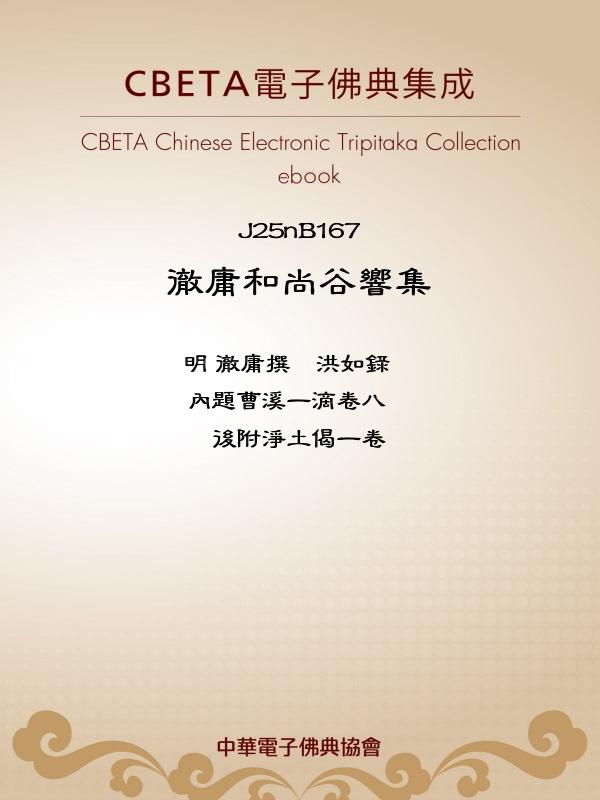 CBETA電子佛典集成
CBETA Chinese Electronic Tripitaka Collection
ebook
J25nB167
澈庸和尚谷響集
明 澈庸撰　洪如錄
內題曹溪一滴卷八
後附淨土偈一卷
中華電子佛典協會